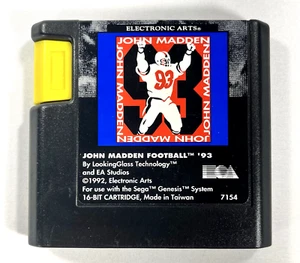 ELECTRONIC ARTS®
JOHN MADDEN
JOHN MADDEN
93
JOHN MADDEN
JOHN MADDEN
JOHN MADDEN FOOTBALL™ '93
By LookingGlass Technology™
and EA Studios
©1992, Electronic Arts
For use with the Sega™ Genesis™ System
16-BIT CARTRIDGE, Made in Taiwan
7154